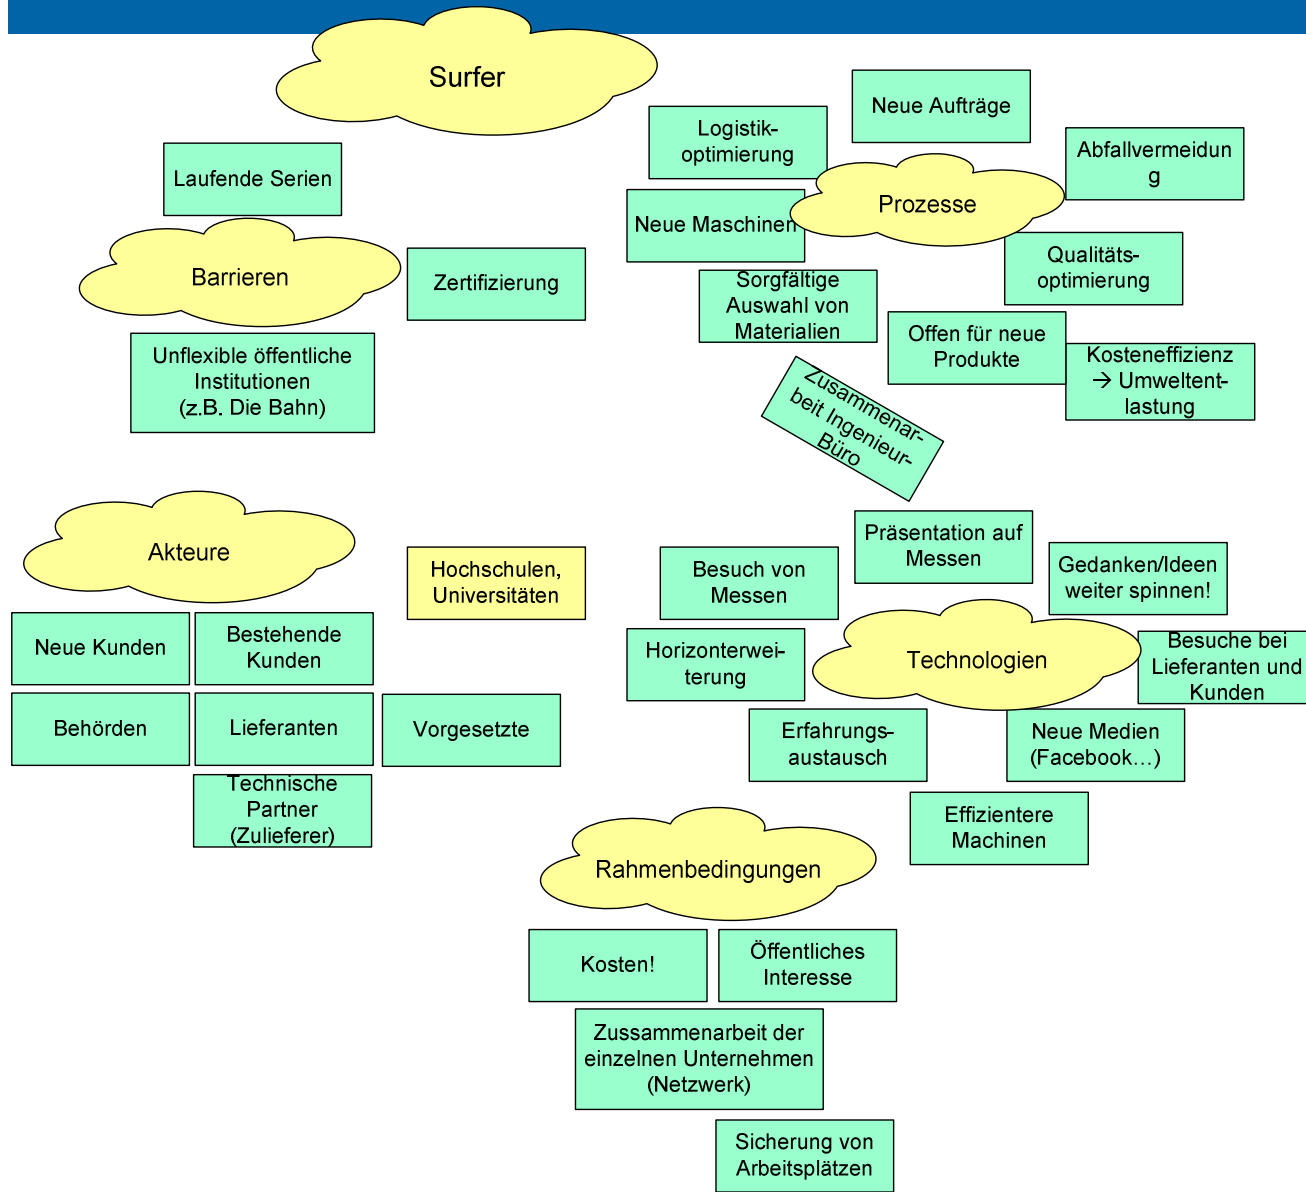 Surfer
Laufende Serien
Barrieren
Zertifizierung
Unflexible öffentliche
Institutionen
(z.B. Die Bahn)
Neue Aufträge
Logistik-
optimierung
Abfallvermeidun
g
Prozesse
Neue Maschinen
Qualitäts-
optimierung
Sorgfältige
Auswahl von
Materialien
Offen für neue
Produkte
Kosteneffizienz
→ Umweltent-
lastung
Zusammenar-
beit Ingenieur-
Büro
Akteure
Hochschulen,
Universitäten
Neue Kunden
Bestehende
Kunden
Behörden
Lieferanten
Vorgesetzte
Technische
Partner
(Zulieferer)
Präsentation auf
Messen
Besuch von
Messen
Gedanken/Ideen
weiter spinnen!
Horizonterwei-
terung
Technologien
Besuche bei
Lieferanten und
Kunden
Erfahrungs-
austausch
Neue Medien
(Facebook…)
Effizientere
Machinen
Rahmenbedingungen
Kosten!
Öffentliches
Interesse
Zussammenarbeit der
einzelnen Unternehmen
(Netzwerk)
Sicherung von
Arbeitsplätzen